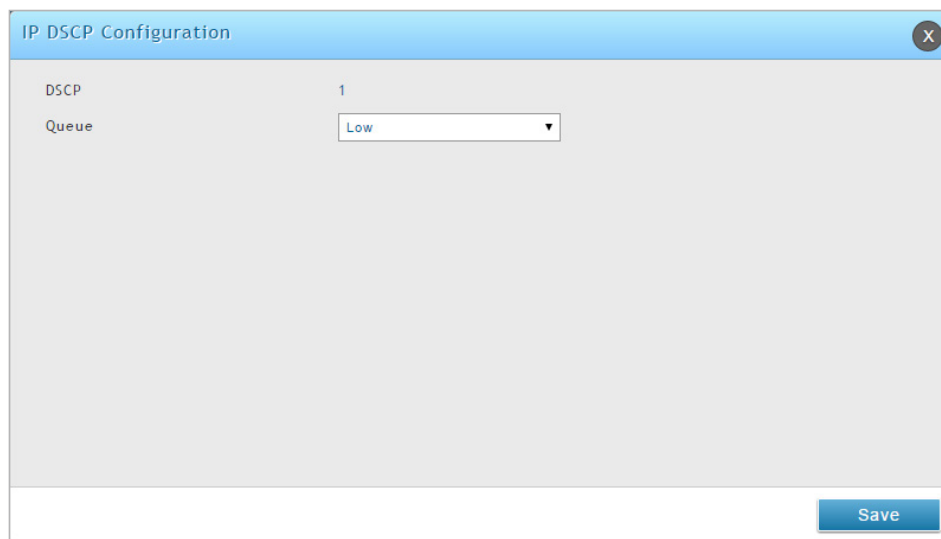 IP DSCP Configuration
X
DSCP 1
Queue Low
Save